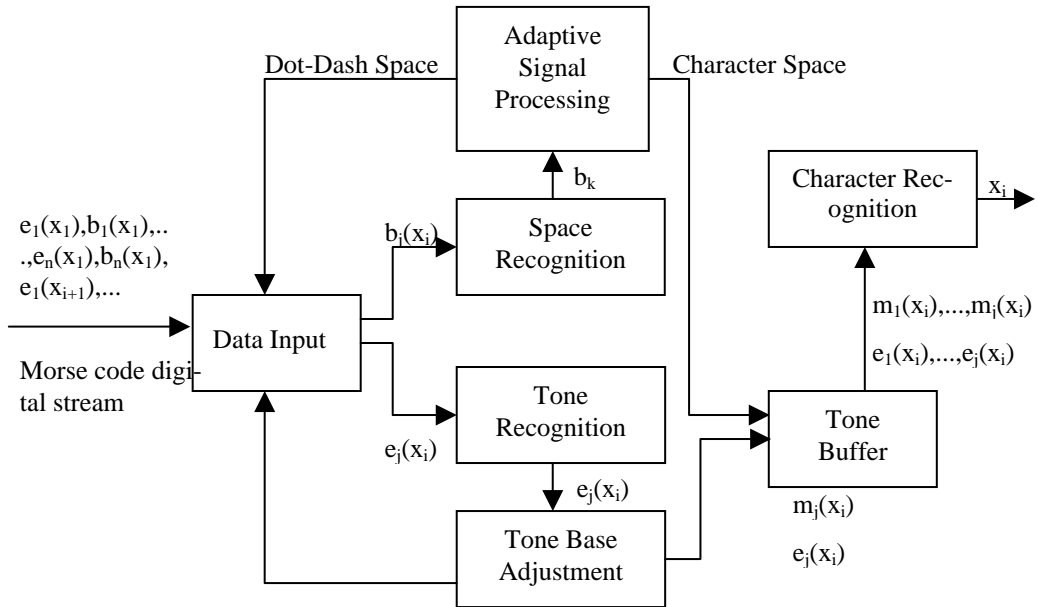 Adaptive
Signal
Processing
Dot-Dash Space
Character Space
b_k
Character Rec-
ognition
x_i
e_1(x_1),b_1(x_1),..
.,e_n(x_1),b_n(x_1),
e_1(x_{i+1}),...
b_j(x_i)
Space
Recognition
Data Input
m_1(x_i),...,m_j(x_i)
e_1(x_i),...,e_j(x_i)
Morse code digi-
tal stream
Tone
Recognition
e_j(x_i)
Tone
Buffer
e_j(x_i)
Tone Base
Adjustment
m_j(x_i)
e_j(x_i)